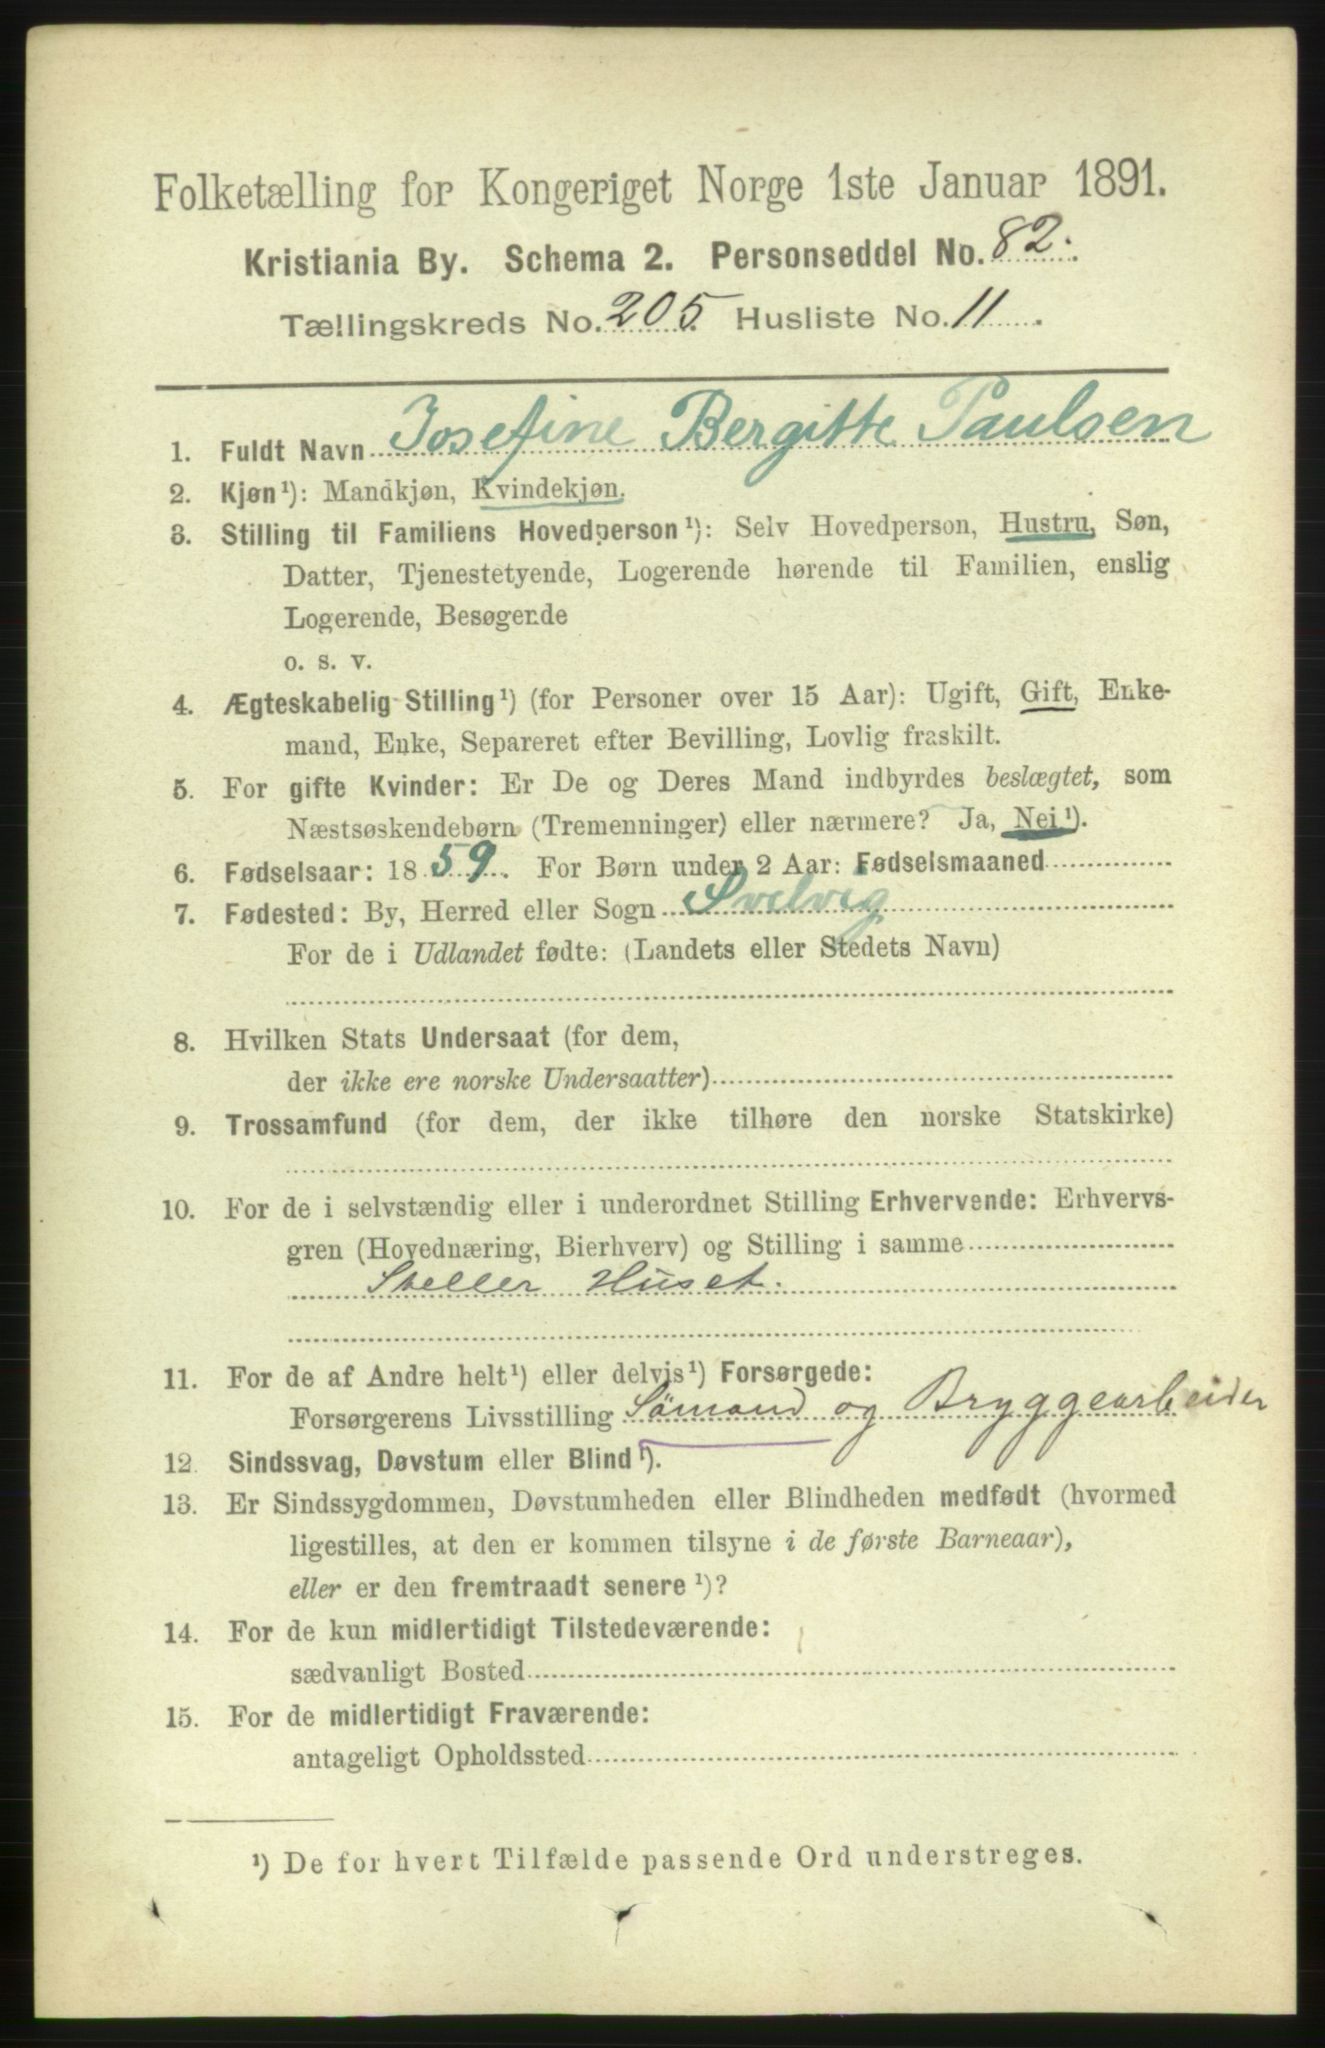 Folketælling for Kongeriget Norge 1ste Januar 1891.
Kristiania By. Schema 2. Personseddel No. 82.
Tællingskreds No. 205 Husliste No. 11
1. Fuldt Navn Josefine Bergitte Paulsen
2. Kjøn¹): Mandkjøn, Kvindekjøn.
3. Stilling til Familiens Hovedperson¹): Selv Hovedperson, Hustru, Søn,
Datter, Tjenestetyende, Logerende hørende til Familien, enslig
Logerende, Besøgende
o. s. v.
4. Ægteskabelig Stilling¹) (for Personer over 15 Aar): Ugift, Gift, Enke-
mand, Enke, Separeret efter Bevilling, Lovlig fraskilt.
5. For gifte Kvinder: Er De og Deres Mand indbyrdes beslægtet, som
Næstsøskendebørn (Tremenninger) eller nærmere? Ja, Nei¹).
6. Fødselsaar: 1859. For Børn under 2 Aar: Fødselsmaaned
7. Fødested: By, Herred eller Sogn Svelvig
For de i Udlandet fødte: (Landets eller Stedets Navn)
8. Hvilken Stats Undersaat (for dem,
der ikke ere norske Undersaatter)
9. Trossamfund (for dem, der ikke tilhøre den norske Statskirke)
10. For de i selvstændig eller i underordnet Stilling Erhvervende: Erhvervs-
gren (Hovednæring, Bierhverv) og Stilling i samme
Steller Huset.
11. For de af Andre helt¹) eller delvis¹) Forsørgede:
Forsørgerens Livsstilling Sömand og Bryggearbeider
12. Sindssvag, Døvstum eller Blind¹).
13. Er Sindssygdommen, Døvstumheden eller Blindheden medfødt (hvormed
ligestilles, at den er kommen tilsyne i de første Barneaar),
eller er den fremtraadt senere¹)?
14. For de kun midlertidigt Tilstedeværende:
sædvanligt Bosted
15. For de midlertidigt Fraværende:
antageligt Opholdssted
¹) De for hvert Tilfælde passende Ord understreges.